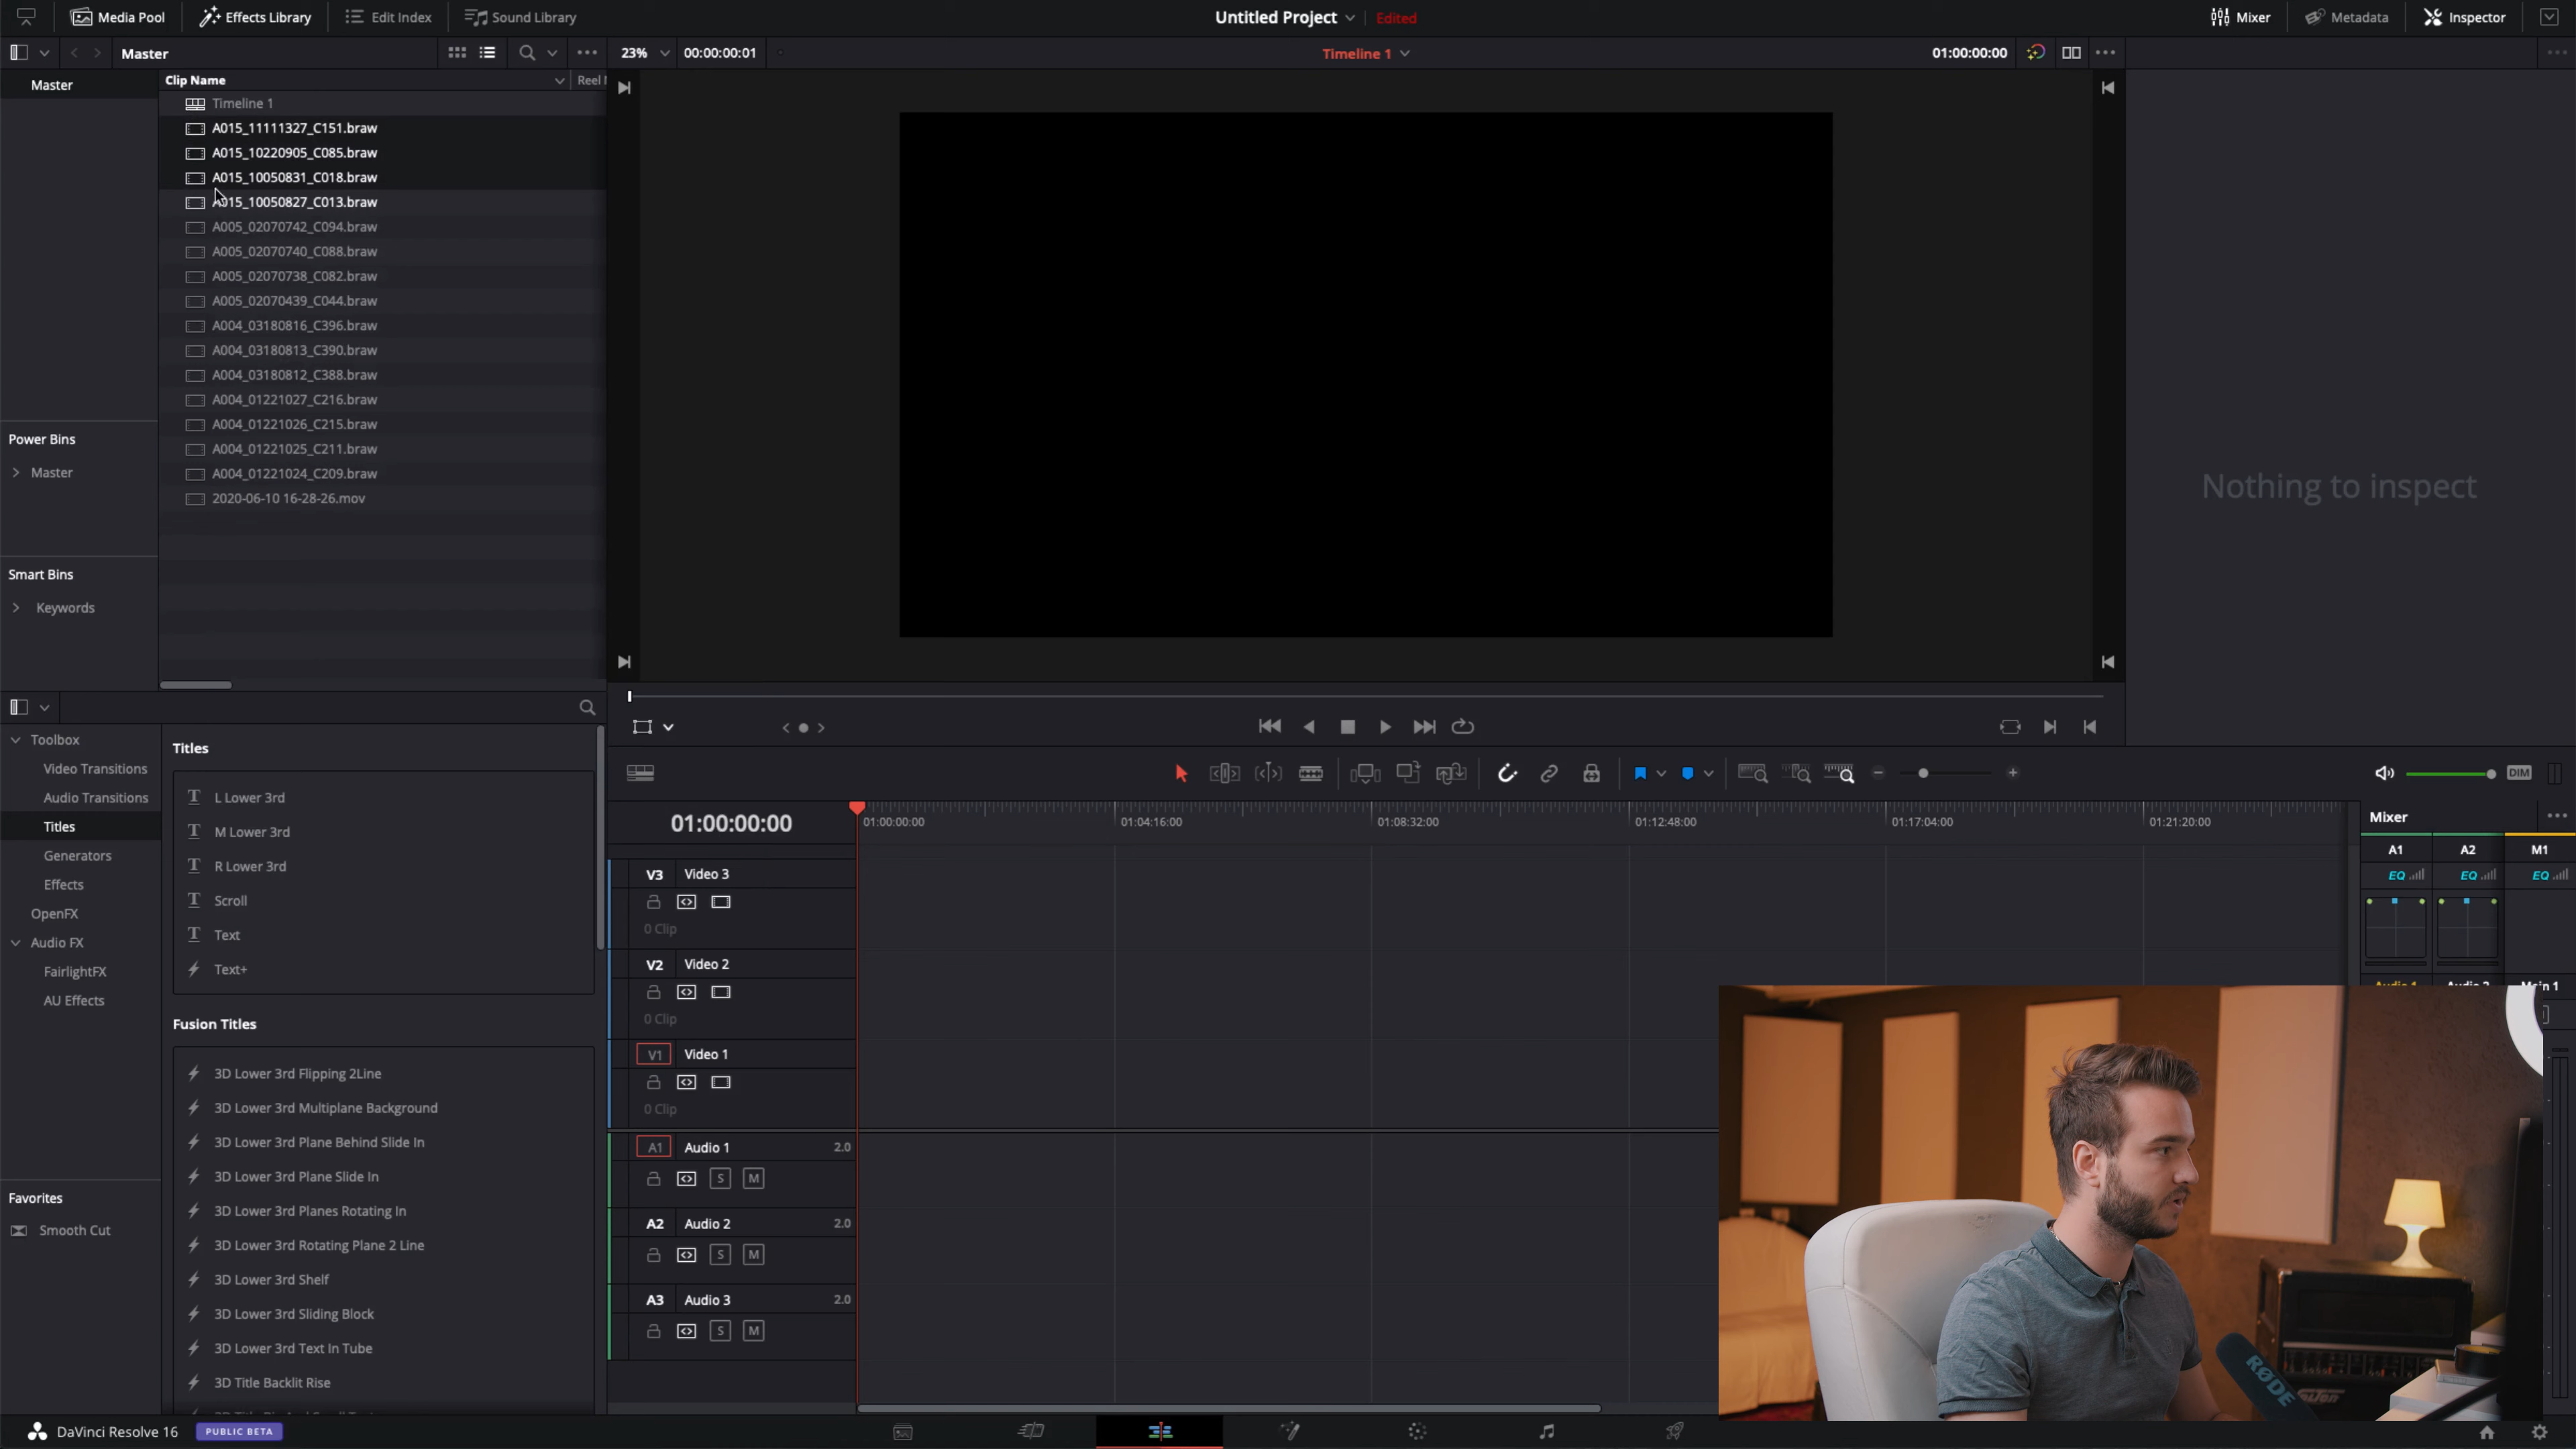 Media Pool
Effects Library
Edit Index
Sound Library
Untitled Project
Edited
Mixer
Metadata
Inspector
Master
23%
00:00:00:01
Timeline 1
01:00:00:00
Master
Clip Name
Reel
Timeline 1
A015_11111327_C151.braw
A015_10220905_C085.braw
A015_10050831_C018.braw
A015_10050827_C013.braw
A005_02070742_C094.braw
A005_02070740_C088.braw
A005_02070738_C082.braw
A005_02070439_C044.braw
A004_03180816_C396.braw
A004_03180813_C390.braw
A004_03180812_C388.braw
A004_01221027_C216.braw
A004_01221026_C215.braw
A004_01221025_C211.braw
A004_01221024_C209.braw
2020-06-10 16-28-26.mov
Power Bins
Master
Smart Bins
Keywords
Nothing to inspect
Toolbox
Video Transitions
Audio Transitions
Titles
Generators
Effects
OpenFX
Audio FX
FairlightFX
AU Effects
Favorites
Smooth Cut
Titles
L Lower 3rd
M Lower 3rd
R Lower 3rd
Scroll
Text
Text+
Fusion Titles
3D Lower 3rd Flipping 2Line
3D Lower 3rd Multiplane Background
3D Lower 3rd Plane Behind Slide In
3D Lower 3rd Plane Slide In
3D Lower 3rd Planes Rotating In
3D Lower 3rd Rotating Plane 2 Line
3D Lower 3rd Shelf
3D Lower 3rd Sliding Block
3D Lower 3rd Text In Tube
3D Title Backlit Rise
DIM
01:00:00:00
01:00:00:00
01:04:16:00
01:08:32:00
01:12:48:00
01:17:04:00
01:21:20:00
V3 Video 3
0 Clip
V2 Video 2
0 Clip
V1 Video 1
0 Clip
A1 Audio 1 2.0
S M
A2 Audio 2 2.0
S M
A3 Audio 3 2.0
S M
Mixer
A1 A2 M1
EQ EQ EQ
RØDE
DaVinci Resolve 16
PUBLIC BETA